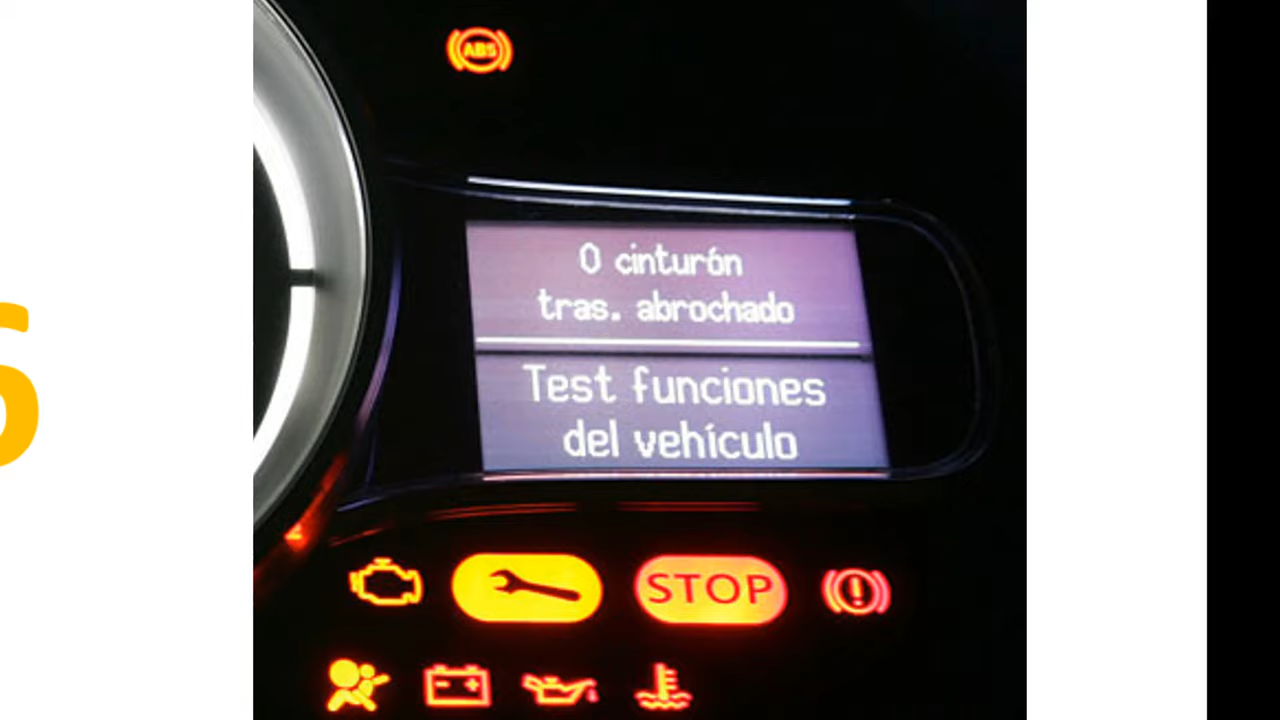 ABS
0 cinturón
tras. abrochado
Test funciones
del vehículo
STOP